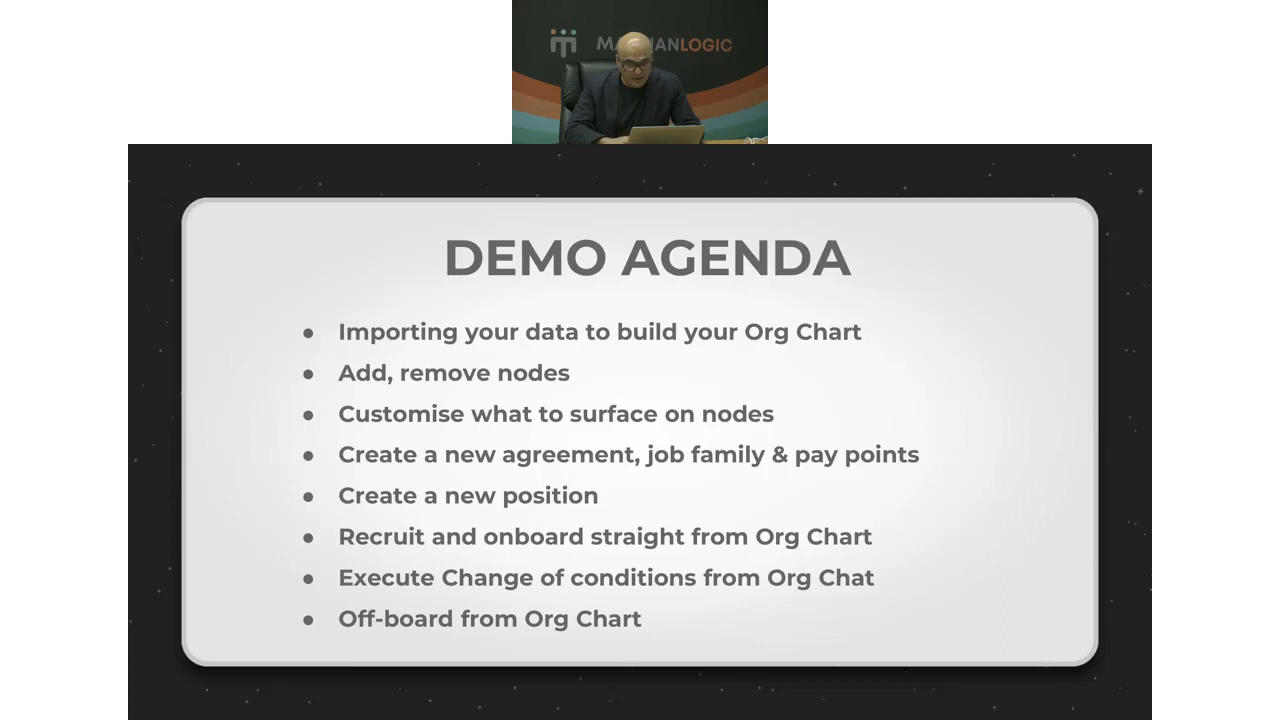 LOGIC
DEMO AGENDA
● Importing your data to build your Org Chart
● Add, remove nodes
● Customise what to surface on nodes
● Create a new agreement, job family & pay points
● Create a new position
● Recruit and onboard straight from Org Chart
● Execute Change of conditions from Org Chat
● Off-board from Org Chart